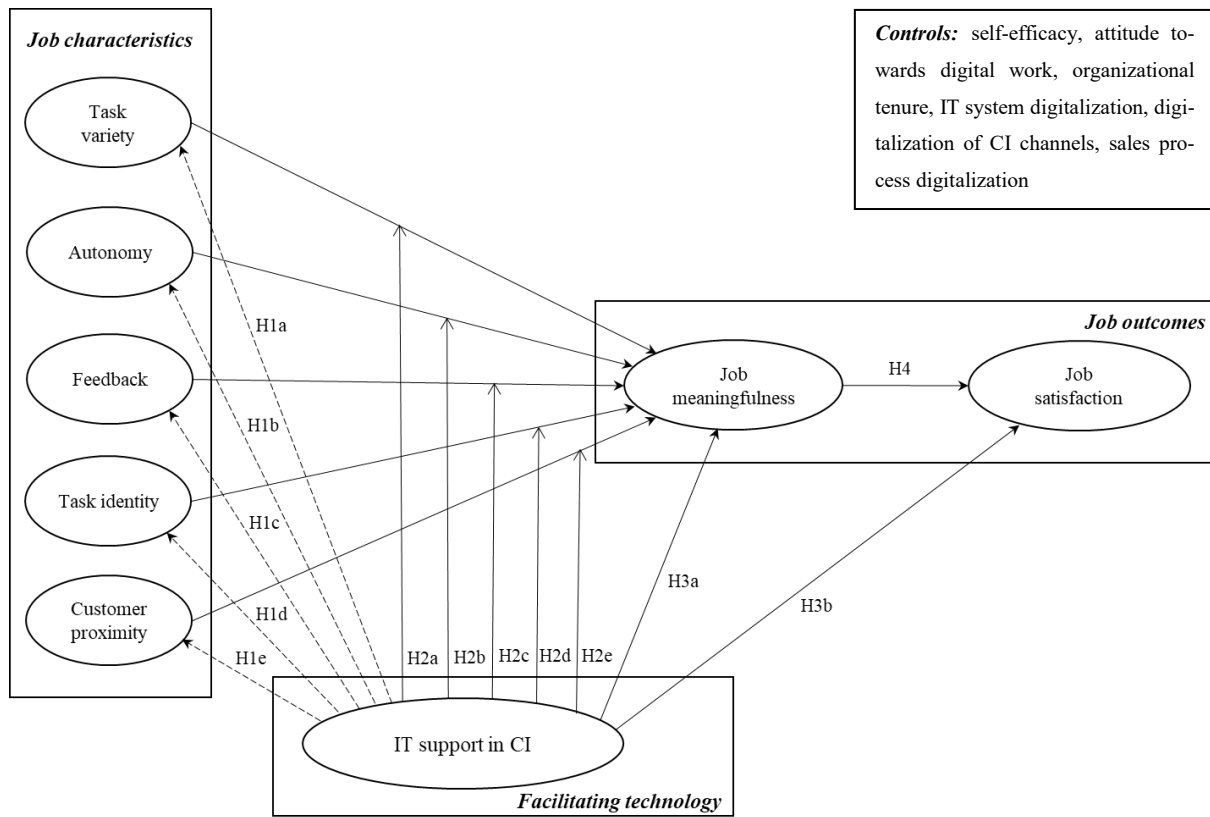 Job characteristics
Controls: self-efficacy, attitude to-
wards digital work, organizational
tenure, IT system digitalization, digi-
talization of CI channels, sales pro-
cess digitalization
Task
variety
Autonomy
H1a
Job outcomes
Feedback
Job
meaningfulness
H4
Job
satisfaction
H1b
Task identity
H1c
H3a
H3b
Customer
proximity
H1d
H1e
H2a
H2b
H2c
H2d
H2e
IT support in CI
Facilitating technology